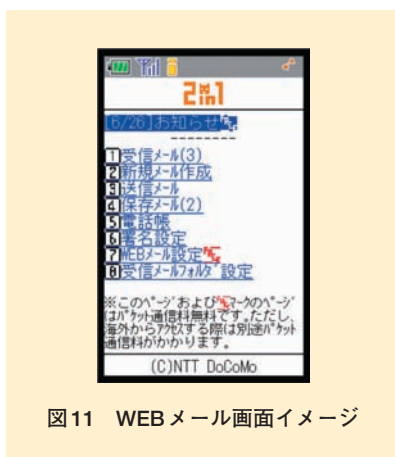 2in1
[6/26]お知らせ
---------
1受信メール(3)
2新規メール作成
3送信メール
4保存メール(2)
5電話帳
6署名設定
7WEBメール設定
8受信メールフォルダ設定
※このページおよびマークのページ
はパケット通信料無料です。ただし、
海外からアクセスする際は別途パケット
通信料がかかります。
(C)NTT DoCoMo
図11 WEBメール画面イメージ